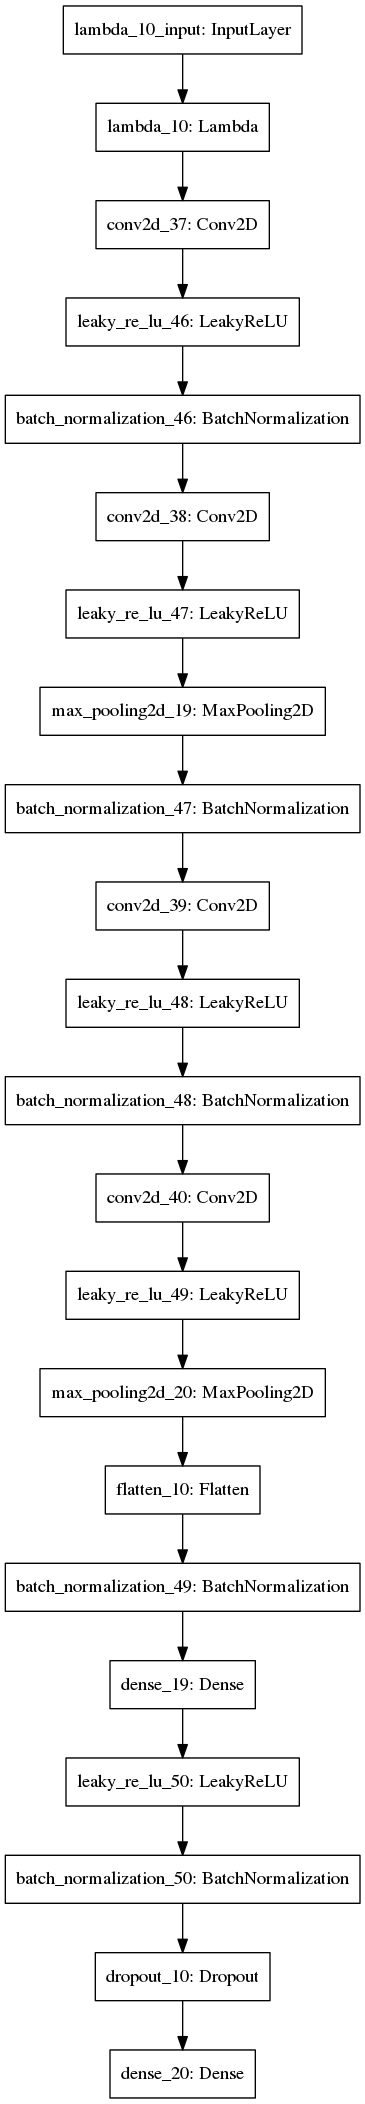 lambda_10_input: InputLayer
lambda_10: Lambda
conv2d_37: Conv2D
leaky_re_lu_46: LeakyReLU
batch_normalization_46: BatchNormalization
conv2d_38: Conv2D
leaky_re_lu_47: LeakyReLU
max_pooling2d_19: MaxPooling2D
batch_normalization_47: BatchNormalization
conv2d_39: Conv2D
leaky_re_lu_48: LeakyReLU
batch_normalization_48: BatchNormalization
conv2d_40: Conv2D
leaky_re_lu_49: LeakyReLU
max_pooling2d_20: MaxPooling2D
flatten_10: Flatten
batch_normalization_49: BatchNormalization
dense_19: Dense
leaky_re_lu_50: LeakyReLU
batch_normalization_50: BatchNormalization
dropout_10: Dropout
dense_20: Dense